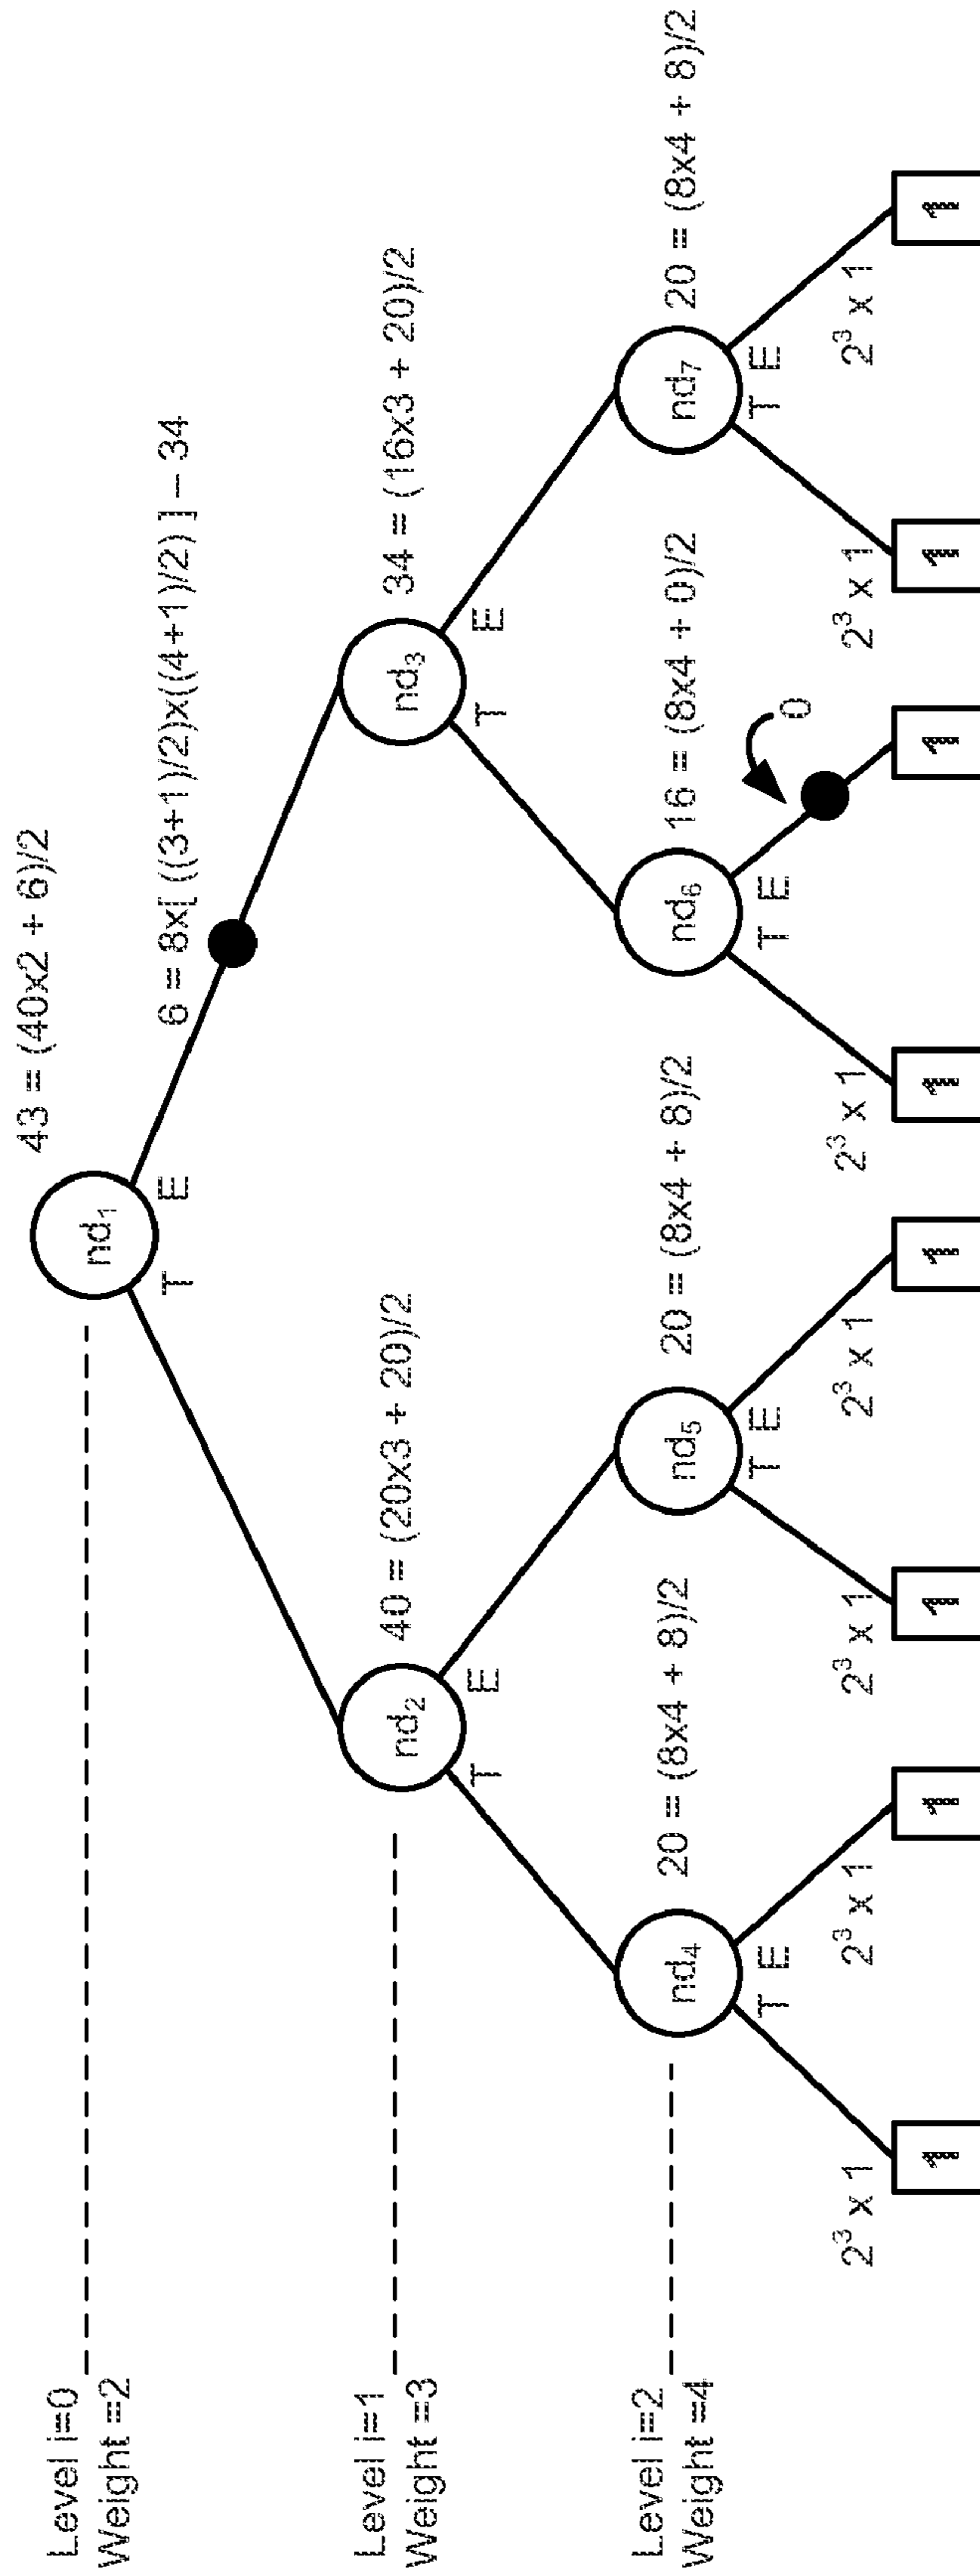 43 = (40x2 + 6)/2
Level i=0
Weight =2
nd₁
T E
6 = 8x[ ((3+1)/2)x((4+1)/2) ] – 34
Level i=1
Weight =3
nd₂
40 = (20x3 + 20)/2
nd₃
34 = (16x3 + 20)/2
T E
T E
Level i=2
Weight =4
nd₄
20 = (8x4 + 8)/2
nd₅
20 = (8x4 + 8)/2
nd₆
16 = (8x4 + 0)/2
nd₇
20 = (8x4 + 8)/2
T E
T E
T E
T E
0
2³ x 1
2³ x 1
2³ x 1
2³ x 1
2³ x 1
2³ x 1
2³ x 1
1
1
1
1
1
1
1
1